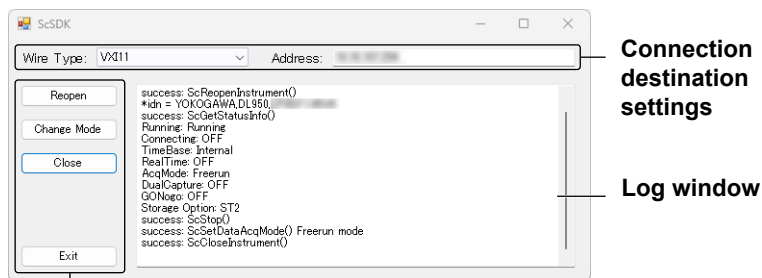 ScSDK
Wire Type: VXI11 Address:
Connection
destination
settings
Reopen
Change Mode
Close
Exit
success: ScReopenInstrument()
*idn = YOKOGAWA,DL950,
success: ScGetStatusInfo()
Running: Running
Connecting: OFF
TimeBase: Internal
RealTime: OFF
AcqMode: Freerun
DualCapture: OFF
GONogo: OFF
Storage Option: ST2
success: ScStop()
success: ScSetDataAcqMode() Freerun mode
success: ScCloseInstrument()
Log window